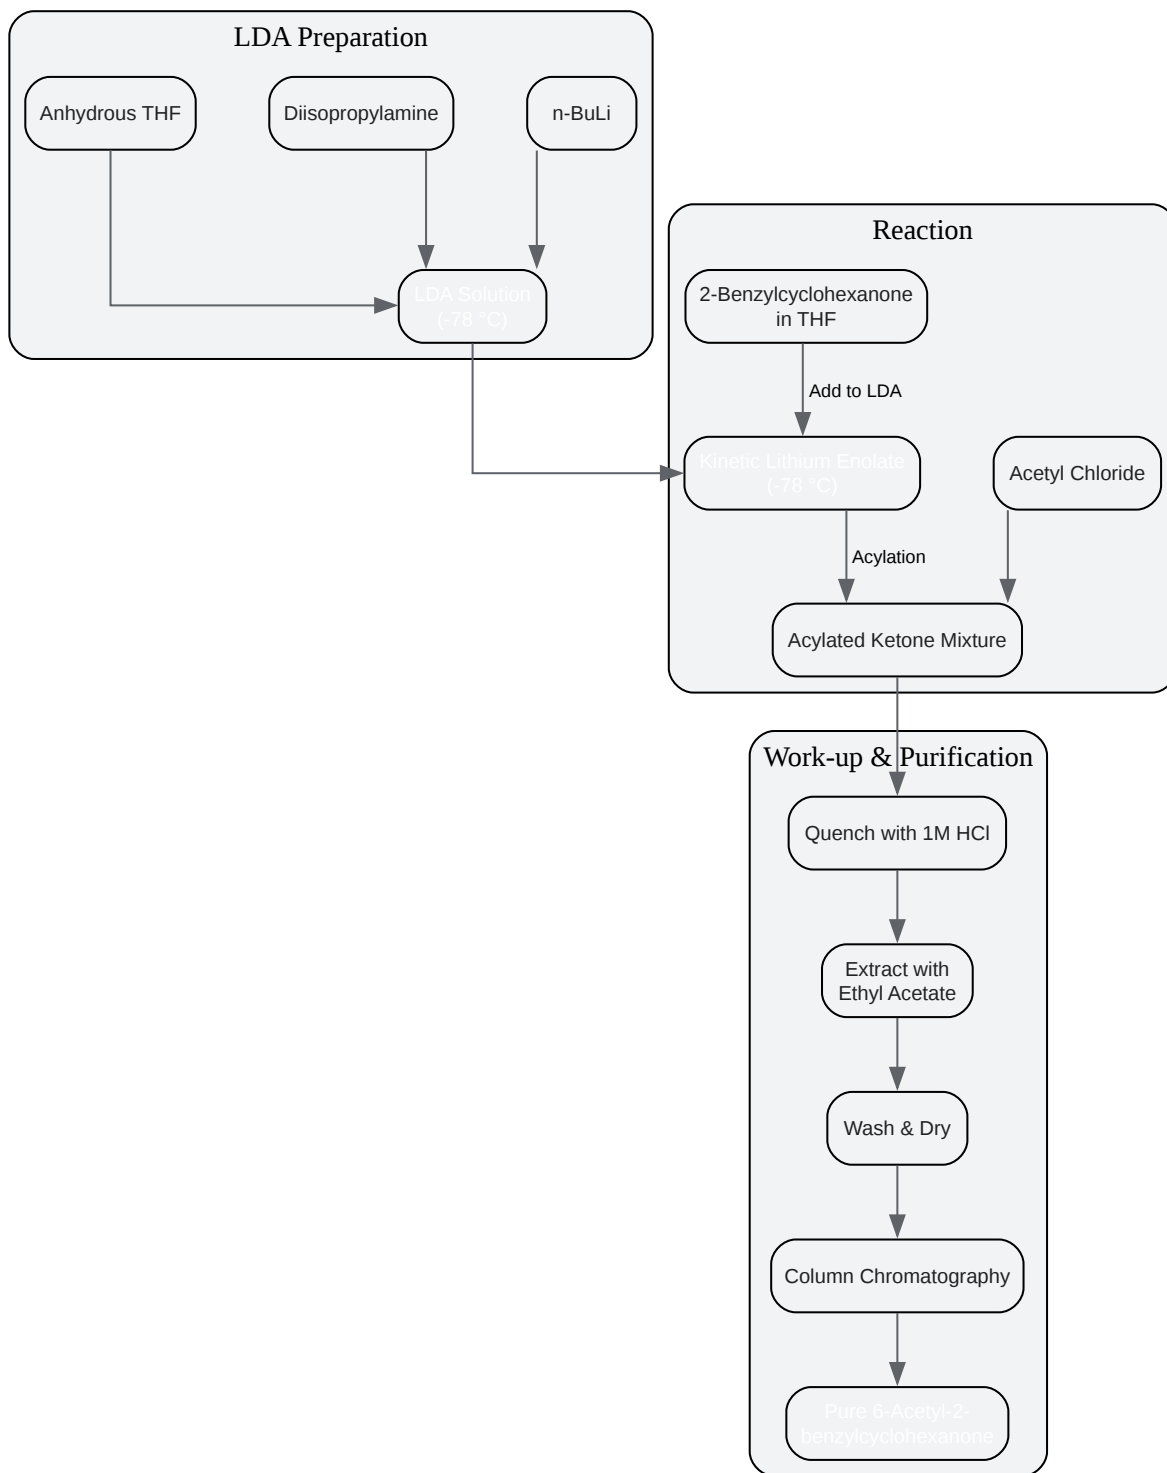 LDA Preparation
Anhydrous THF
Diisopropylamine
n-BuLi
LDA Solution
(-78 °C)
Reaction
2-Benzylcyclohexanone
in THF
Add to LDA
Kinetic Lithium Enolate
(-78 °C)
Acetyl Chloride
Acylation
Acylated Ketone Mixture
Work-up & Purification
Quench with 1M HCl
Extract with
Ethyl Acetate
Wash & Dry
Column Chromatography
Pure 6-Acetyl-2-
benzylcyclohexanone